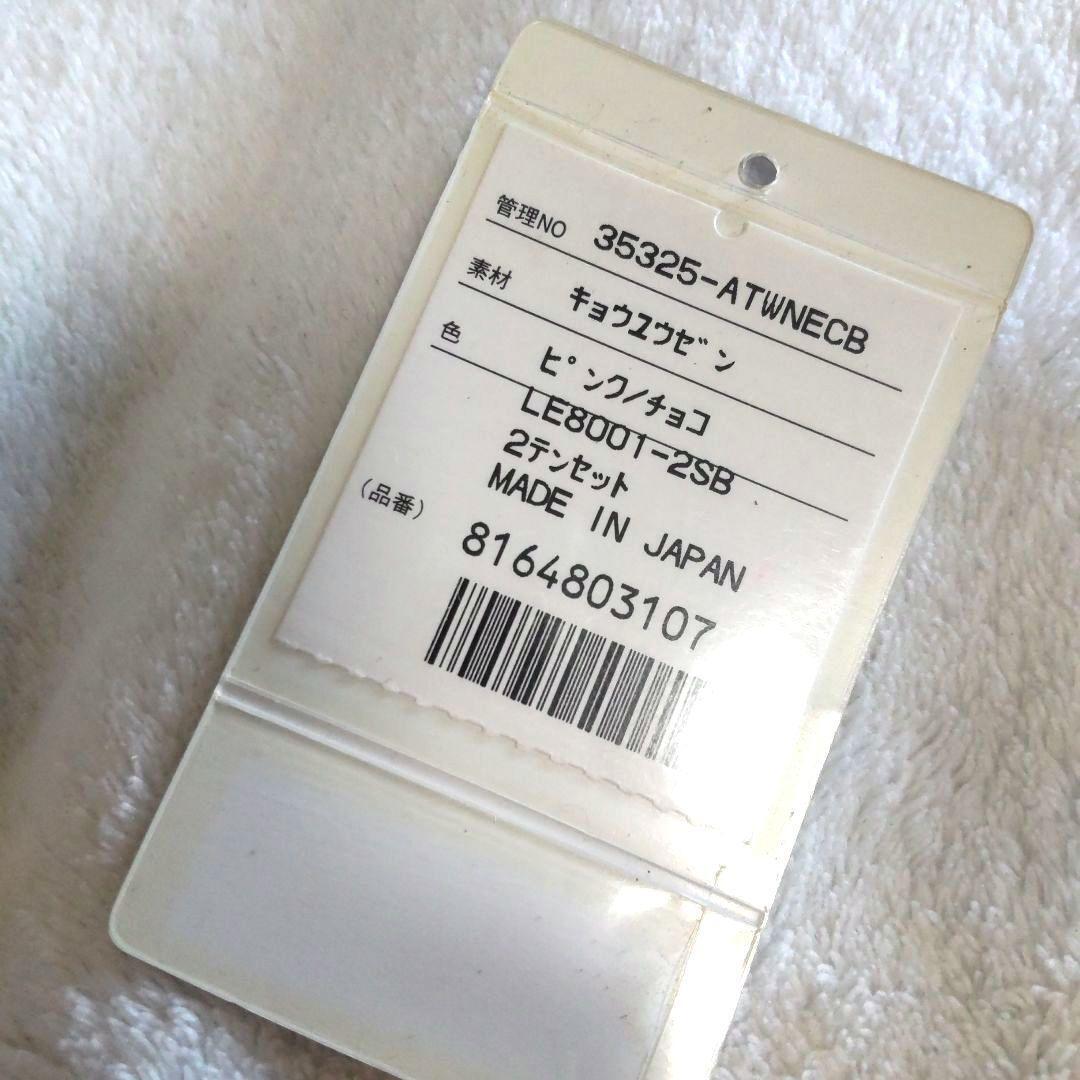 管理NO 35325-ATWNECB
素材 キョウユウゼン
色 ピンク/チョコ
LE8001-2SB
2テンセット
MADE IN JAPAN
(品番) 8164803107